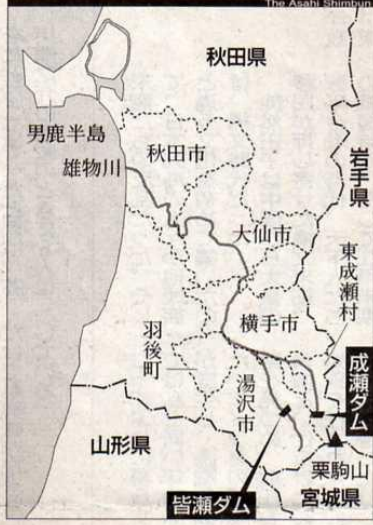 The Asahi Shimbun
秋田県
男鹿半島
秋田市
雄物川
岩手県
大仙市
東成瀬村
横手市
羽後町
湯沢市
成瀬ダム
山形県
栗駒山
皆瀬ダム
宮城県